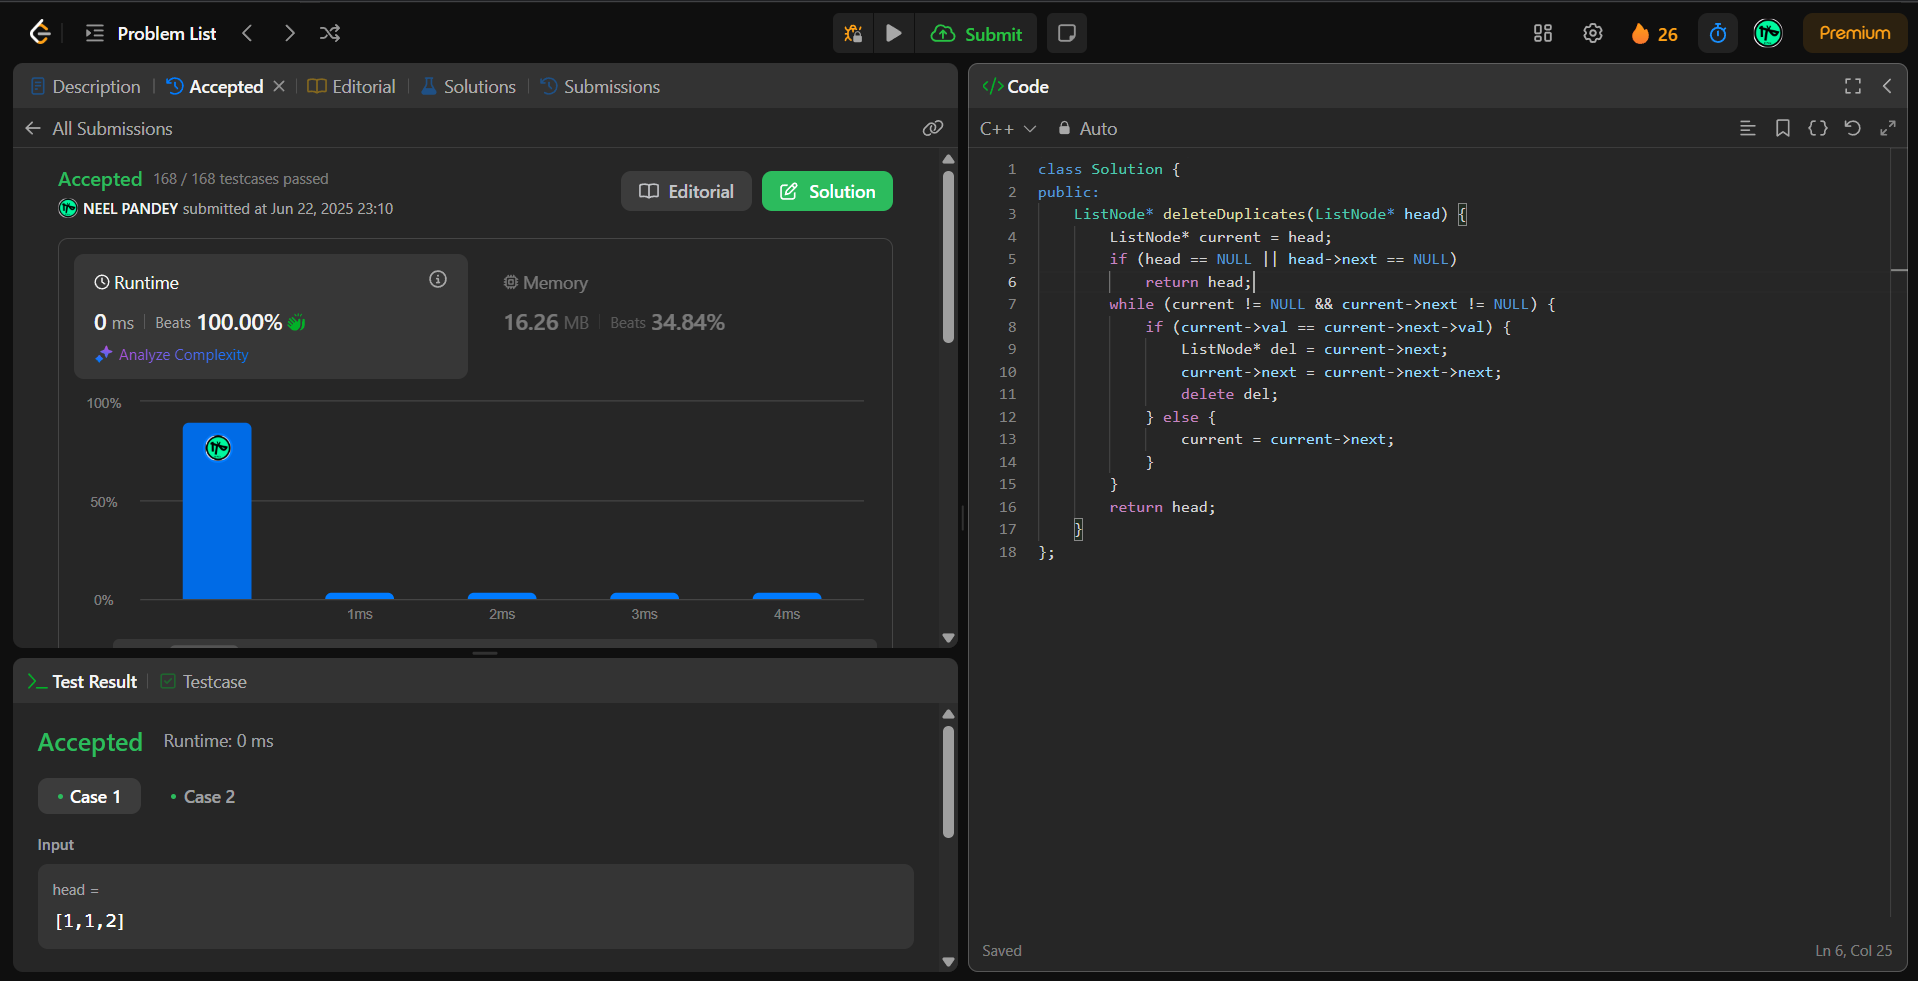 Problem List
Submit
26
Premium
Description
Accepted
Editorial
Solutions
Submissions
All Submissions
Accepted 168 / 168 testcases passed
NEEL PANDEY submitted at Jun 22, 2025 23:10
Editorial
Solution
Runtime
0 ms Beats 100.00%
Analyze Complexity
Memory
16.26 MB Beats 34.84%
100%
50%
0%
1ms 2ms 3ms 4ms
>_ Test Result
Testcase
Accepted Runtime: 0 ms
Case 1
Case 2
Input
head =
[1,1,2]
</> Code
C++
Auto
1 class Solution {
2 public:
3 ListNode* deleteDuplicates(ListNode* head) {
4 ListNode* current = head;
5 if (head == NULL || head->next == NULL)
6 return head;
7 while (current != NULL && current->next != NULL) {
8 if (current->val == current->next->val) {
9 ListNode* del = current->next;
10 current->next = current->next->next;
11 delete del;
12 } else {
13 current = current->next;
14 }
15 }
16 return head;
17 }
18 };
Saved
Ln 6, Col 25